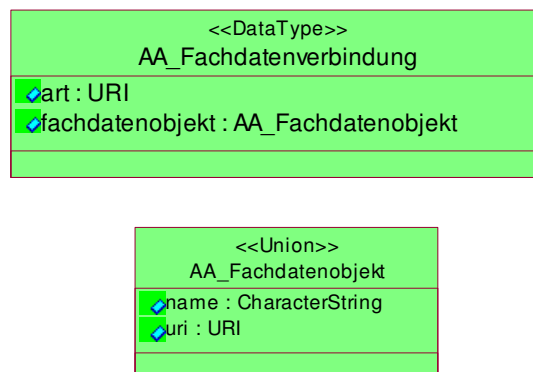 <<DataType>>
AA_Fachdatenverbindung
art : URI
fachdatenobjekt : AA_Fachdatenobjekt
<<Union>>
AA_Fachdatenobjekt
name : CharacterString
uri : URI